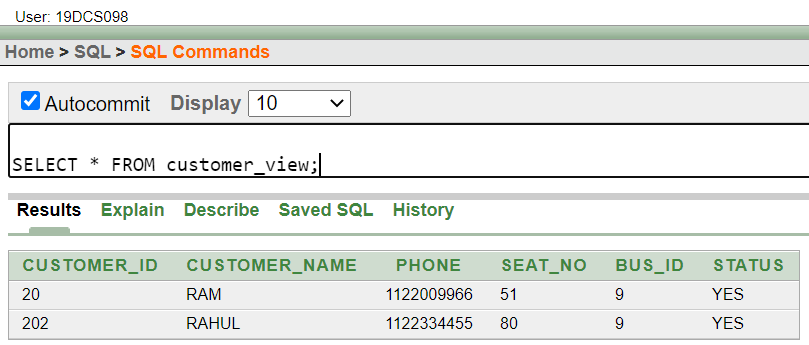 User: 19DCS098
Home > SQL > SQL Commands
Autocommit Display 10
SELECT * FROM customer_view;
Results Explain Describe Saved SQL History
CUSTOMER_ID CUSTOMER_NAME PHONE SEAT_NO BUS_ID STATUS
20 RAM 1122009966 51 9 YES
202 RAHUL 1122334455 80 9 YES